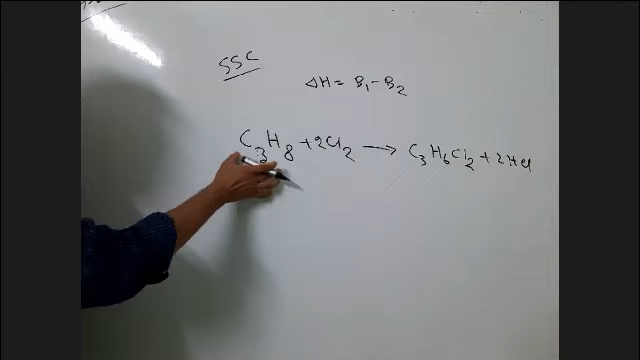 SSC
ΔH = B₁ - B₂
C₃H₈ + 2Cl₂ → C₃H₆Cl₂ + 2HCl